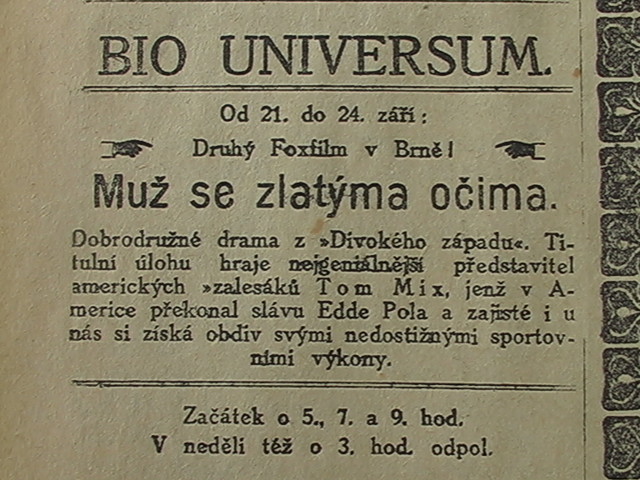 BIO UNIVERSUM.
Od 21. do 24. září:
Druhý Foxfilm v Brně!
Muž se zlatýma očima.
Dobrodružné drama z »Divokého západu«. Ti-
tulní úlohu hraje nejgeniálnější představitel
amerických »zalesáků Tom Mix, jenž v A-
merice překonal slávu Edde Pola a zajisté i u
nás si získá obdiv svými nedostižnými sportov-
ními výkony.
Začátek o 5., 7. a 9. hod.
V neděli též o 3. hod. odpol.